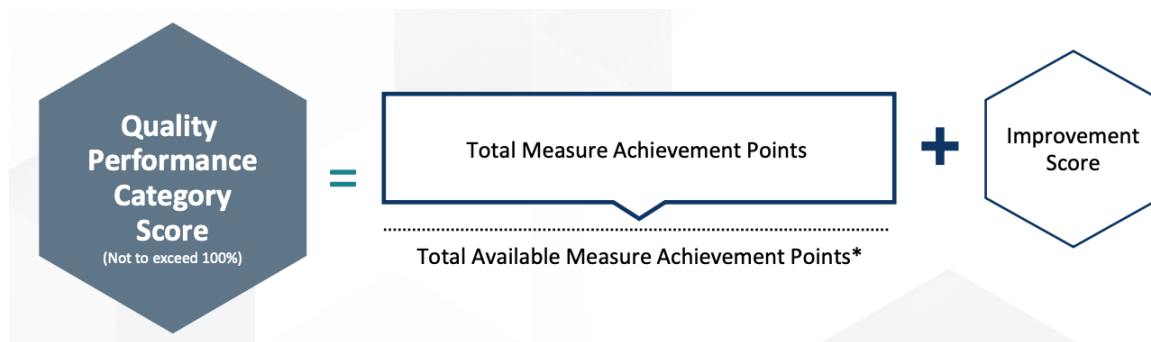 Quality
Performance
Category
Score
(Not to exceed 100%)
=
Total Measure Achievement Points
Total Available Measure Achievement Points*
+
Improvement
Score